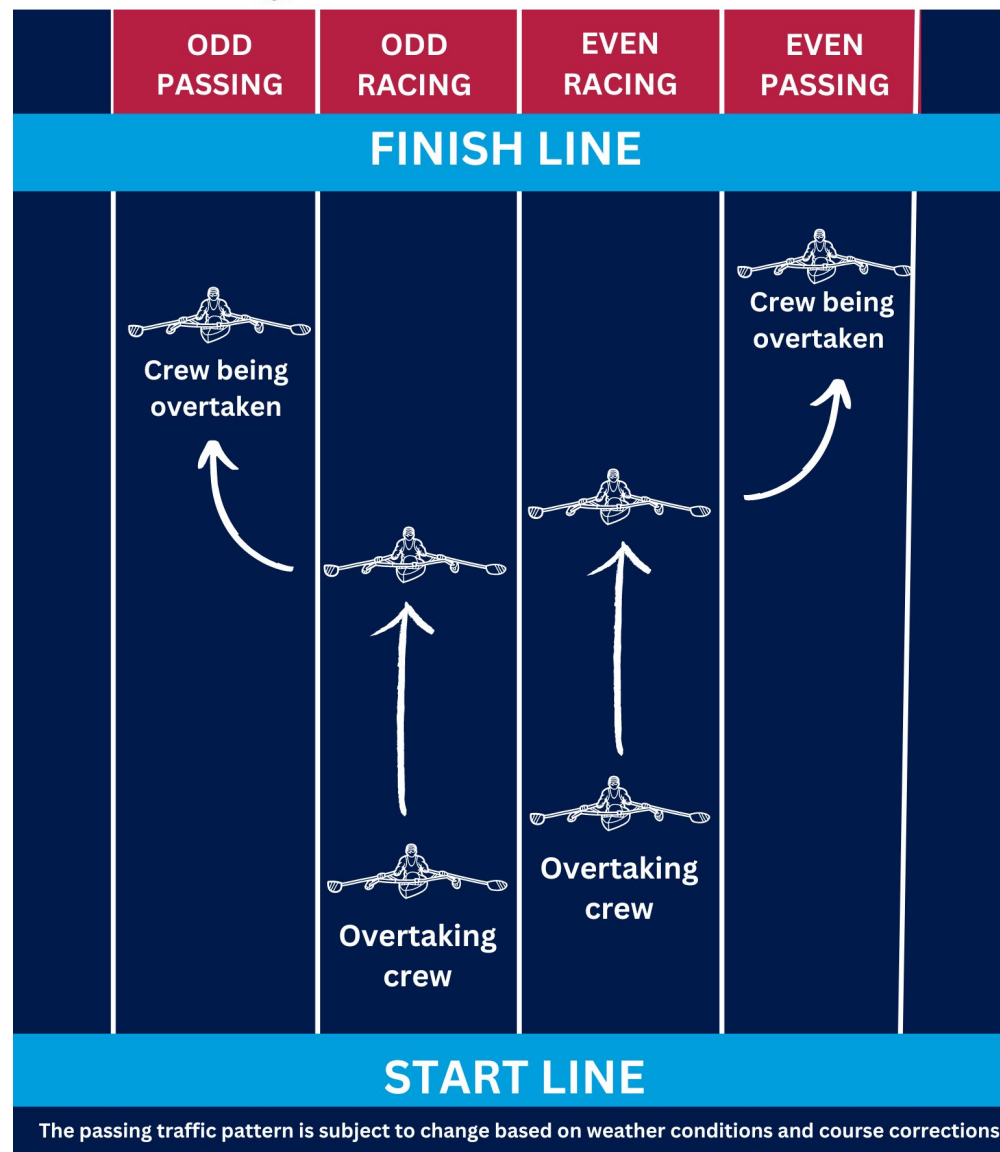 ODD
PASSING
ODD
RACING
EVEN
RACING
EVEN
PASSING
FINISH LINE
Crew being
overtaken
Crew being
overtaken
Overtaking
crew
Overtaking
crew
START LINE
The passing traffic pattern is subject to change based on weather conditions and course corrections